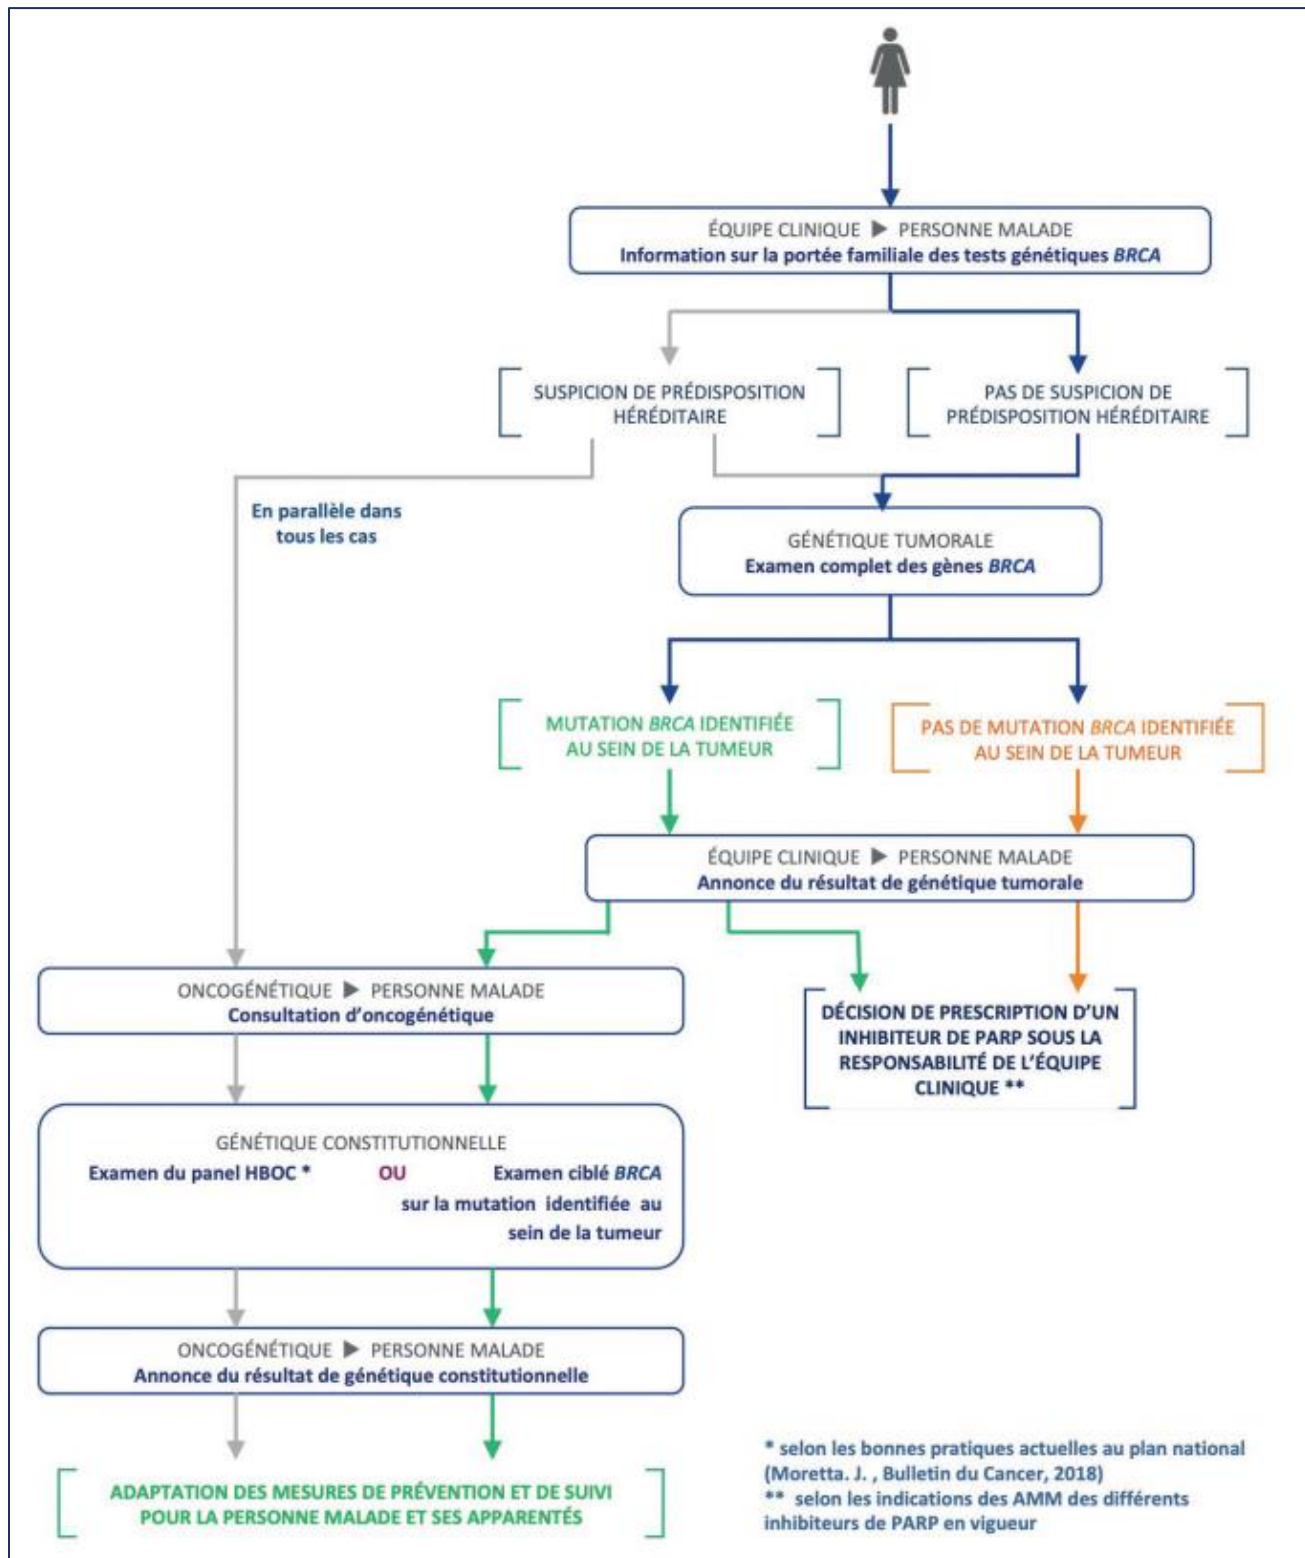 ÉQUIPE CLINIQUE ▶ PERSONNE MALADE
Information sur la portée familiale des tests génétiques BRCA
SUSPICION DE PRÉDISPOSITION
HÉRÉDITAIRE
PAS DE SUSPICION DE
PRÉDISPOSITION HÉRÉDITAIRE
En parallèle dans
tous les cas
GÉNÉTIQUE TUMORALE
Examen complet des gènes BRCA
MUTATION BRCA IDENTIFIÉE
AU SEIN DE LA TUMEUR
PAS DE MUTATION BRCA IDENTIFIÉE
AU SEIN DE LA TUMEUR
ÉQUIPE CLINIQUE ▶ PERSONNE MALADE
Annonce du résultat de génétique tumorale
ONCOGÉNÉTIQUE ▶ PERSONNE MALADE
Consultation d’oncogénétique
DÉCISION DE PRESCRIPTION D’UN
INHIBITEUR DE PARP SOUS LA
RESPONSABILITÉ DE L’ÉQUIPE
CLINIQUE **
GÉNÉTIQUE CONSTITUTIONNELLE
Examen du panel HBOC * OU Examen ciblé BRCA
sur la mutation identifiée au
sein de la tumeur
ONCOGÉNÉTIQUE ▶ PERSONNE MALADE
Annonce du résultat de génétique constitutionnelle
ADAPTATION DES MESURES DE PRÉVENTION ET DE SUIVI
POUR LA PERSONNE MALADE ET SES APPARENTÉS
* selon les bonnes pratiques actuelles au plan national
(Moretta. J. , Bulletin du Cancer, 2018)
** selon les indications des AMM des différents
inhibiteurs de PARP en vigueur